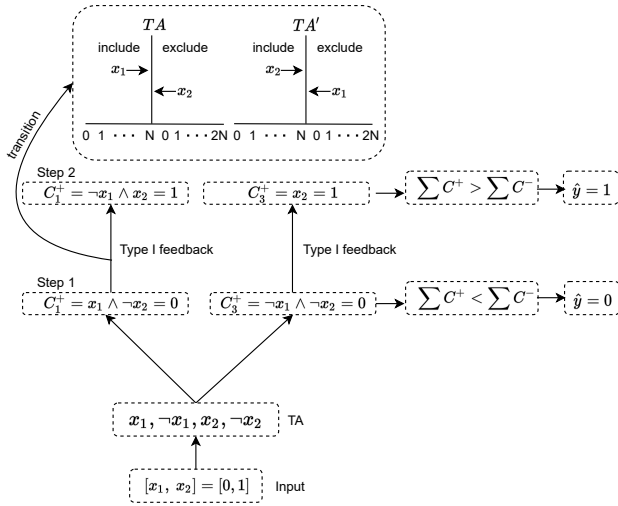 TA TA′
include exclude include exclude
x₁ x₂
x₂ x₁
0 1 ··· N 0 1 ··· 2N 0 1 ··· N 0 1 ··· 2N
transition
Step 2
C₁⁺ = ¬x₁ ∧ x₂ = 1
C₃⁺ = x₂ = 1
∑ C⁺ > ∑ C⁻
ŷ = 1
Type I feedback
Type I feedback
Step 1
C₁⁺ = x₁ ∧ ¬x₂ = 0
C₃⁺ = ¬x₁ ∧ ¬x₂ = 0
∑ C⁺ < ∑ C⁻
ŷ = 0
x₁, ¬x₁, x₂, ¬x₂
TA
[x₁, x₂] = [0, 1]
Input